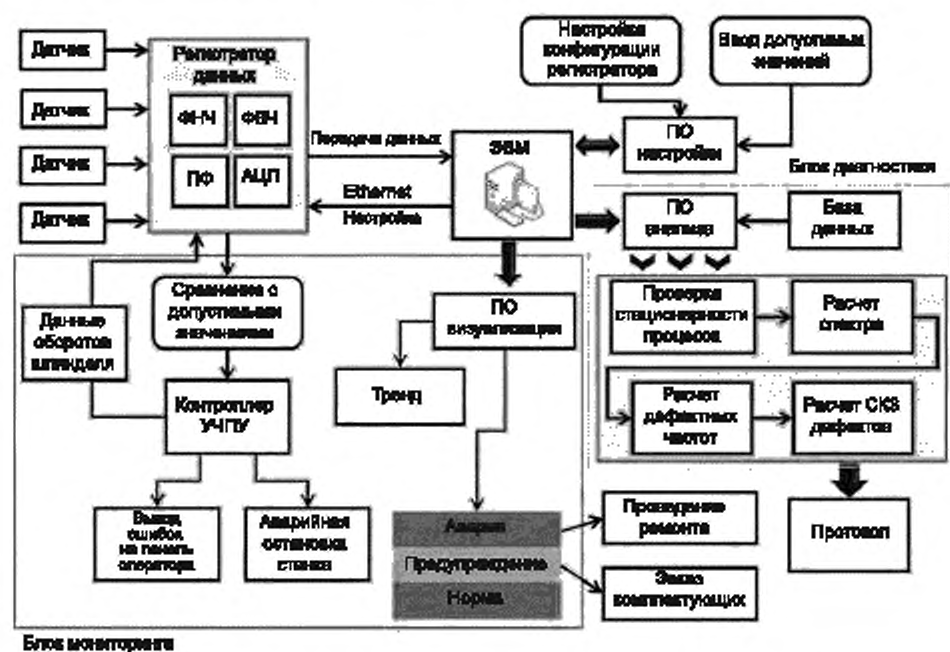 Датчик
Датчик
Датчик
Датчик
Регистратор
данных
ФНЧ
ФВЧ
ПФ
АЦП
Передача данных
Ethernet
Настройка
ЭВМ
Настройка
конфигурации
регистратора
Ввод допустимых
значений
ПО
настройки
Блок диагностики
ПО
анализа
База
данных
Проверка
стационарности
процесса
Расчет
спектра
Расчет
дефектных
частот
Расчет СКЗ
дефектов
Протокол
Данные
оборотов
шпинделя
Сравнение с
допустимыми
значениями
Контроллер
УЧПУ
Вывод
ошибок
на панель
оператора
Аварийная
остановка
станка
ПО
визуализации
Тренд
Авария
Предупреждение
Норма
Проведение
ремонта
Заказ
комплектующих
Блок мониторинга